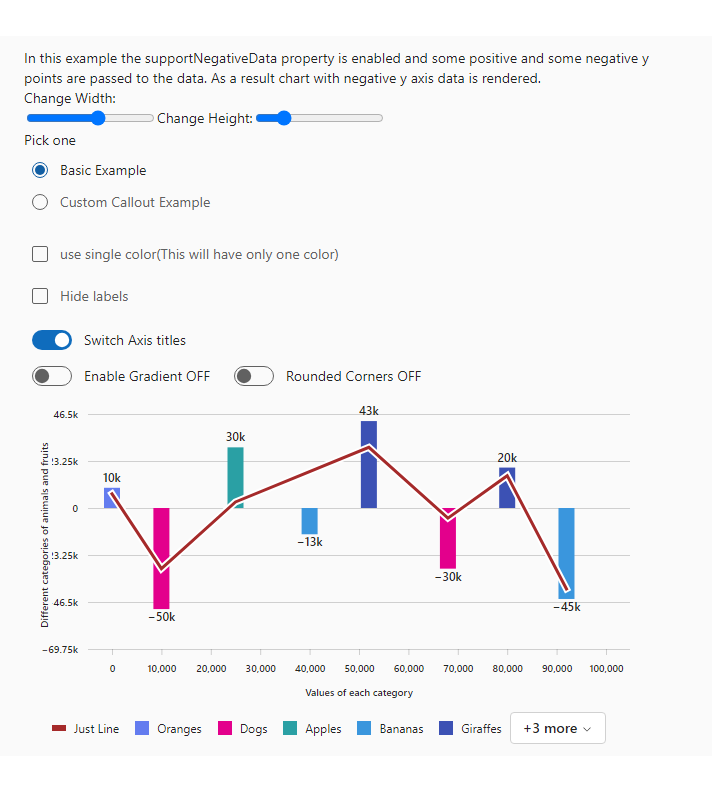 In this example the supportNegativeData property is enabled and some positive and some negative y
points are passed to the data. As a result chart with negative y axis data is rendered.
Change Width:
Change Height:
Pick one
Basic Example
Custom Callout Example
use single color(This will have only one color)
Hide labels
Switch Axis titles
Enable Gradient OFF
Rounded Corners OFF
46.5k
3.25k
0
3.25k
46.5k
−69.75k
Different categories of animals and fruits
10k
−50k
30k
−13k
43k
−30k
20k
−45k
0 10,000 20,000 30,000 40,000 50,000 60,000 70,000 80,000 90,000 100,000
Values of each category
Just Line Oranges Dogs Apples Bananas Giraffes +3 more